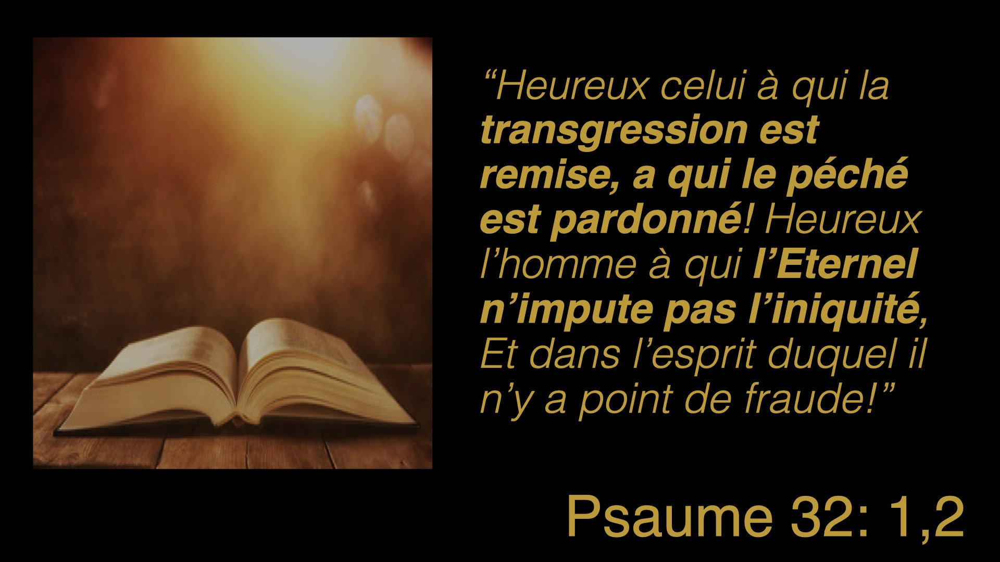 “Heureux celui à qui la
transgression est
remise, a qui le péché
est pardonné! Heureux
l’homme à qui l’Eternel
n’impute pas l’iniquité,
Et dans l’esprit duquel il
n’y a point de fraude!”
Psaume 32: 1,2